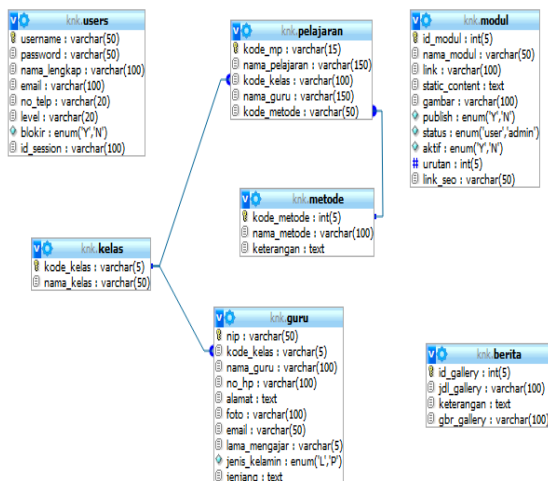 knk.users
username : varchar(50)
password : varchar(50)
nama_lengkap : varchar(100)
email : varchar(100)
no_telp : varchar(20)
level : varchar(20)
blokir : enum('Y','N')
id_session : varchar(100)
knk.pelajaran
kode_mp : varchar(15)
nama_pelajaran : varchar(150)
kode_kelas : varchar(100)
nama_guru : varchar(150)
kode_metode : varchar(50)
knk.modul
id_modul : int(5)
nama_modul : varchar(50)
link : varchar(100)
static_content : text
gambar : varchar(100)
publish : enum('Y','N')
status : enum('user','admin')
aktif : enum('Y','N')
# urutan : int(5)
link_seo : varchar(50)
knk.metode
kode_metode : int(5)
nama_metode : varchar(100)
keterangan : text
knk.kelas
kode_kelas : varchar(5)
nama_kelas : varchar(50)
knk.guru
nip : varchar(50)
kode_kelas : varchar(5)
nama_guru : varchar(100)
no_hp : varchar(100)
alamat : text
foto : varchar(100)
email : varchar(50)
lama_mengajar : varchar(5)
jenis_kelamin : enum('L','P')
jenjang : text
knk.berita
id_gallery : int(5)
jdl_gallery : varchar(100)
keterangan : text
gbr_gallery : varchar(100)